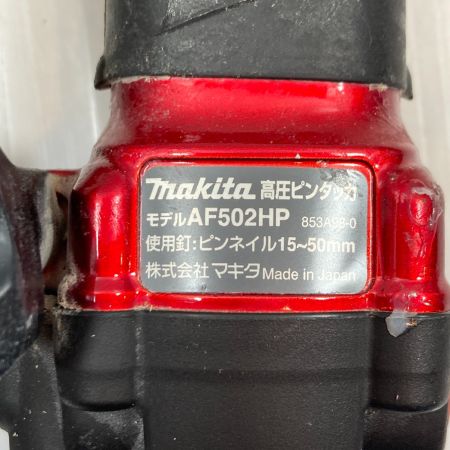 makita 高圧ピンタッカ
モデルAF502HP 853A98-0
使用釘:ピンネイル15~50mm
株式会社マキタ Made in Japan